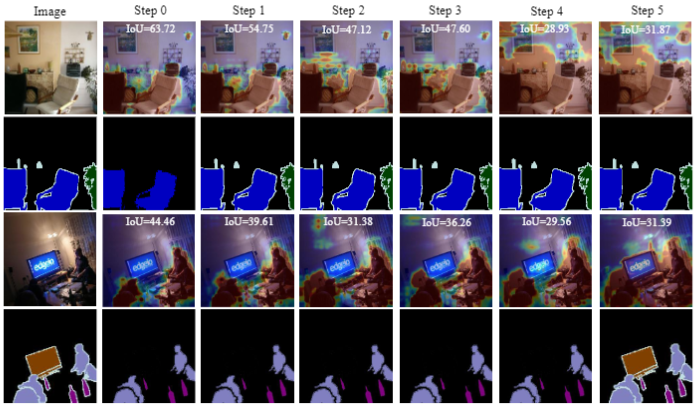 Image Step 0 Step 1 Step 2 Step 3 Step 4 Step 5
IoU=63.72 IoU=54.75 IoU=47.12 IoU=47.60 IoU=28.93 IoU=31.87
IoU=44.46 IoU=39.61 IoU=31.38 IoU=36.26 IoU=29.56 IoU=31.39